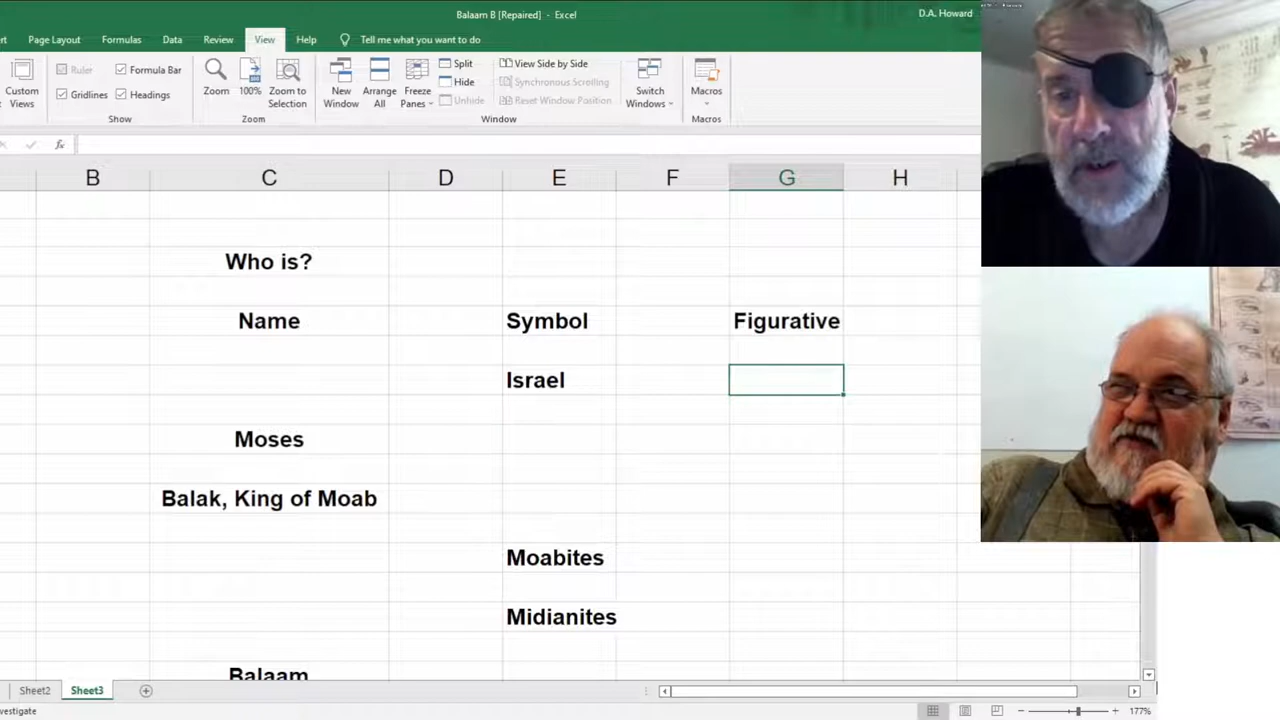 Balaam B [Repaired] - Excel
D.A. Howard
Page Layout
Formulas
Data
Review
View
Help
Tell me what you want to do
Custom Views
Ruler
Formula Bar
Gridlines
Headings
Show
Zoom
100%
Zoom to Selection
Zoom
New Window
Arrange All
Freeze Panes
Split
Hide
Unhide
View Side by Side
Synchronous Scrolling
Reset Window Position
Window
Switch Windows
Macros
Macros
fx
B C D E F G H
Who is?
Name Symbol Figurative
Israel
Moses
Balak, King of Moab
Moabites
Midianites
Balaam
Sheet2
Sheet3
177%